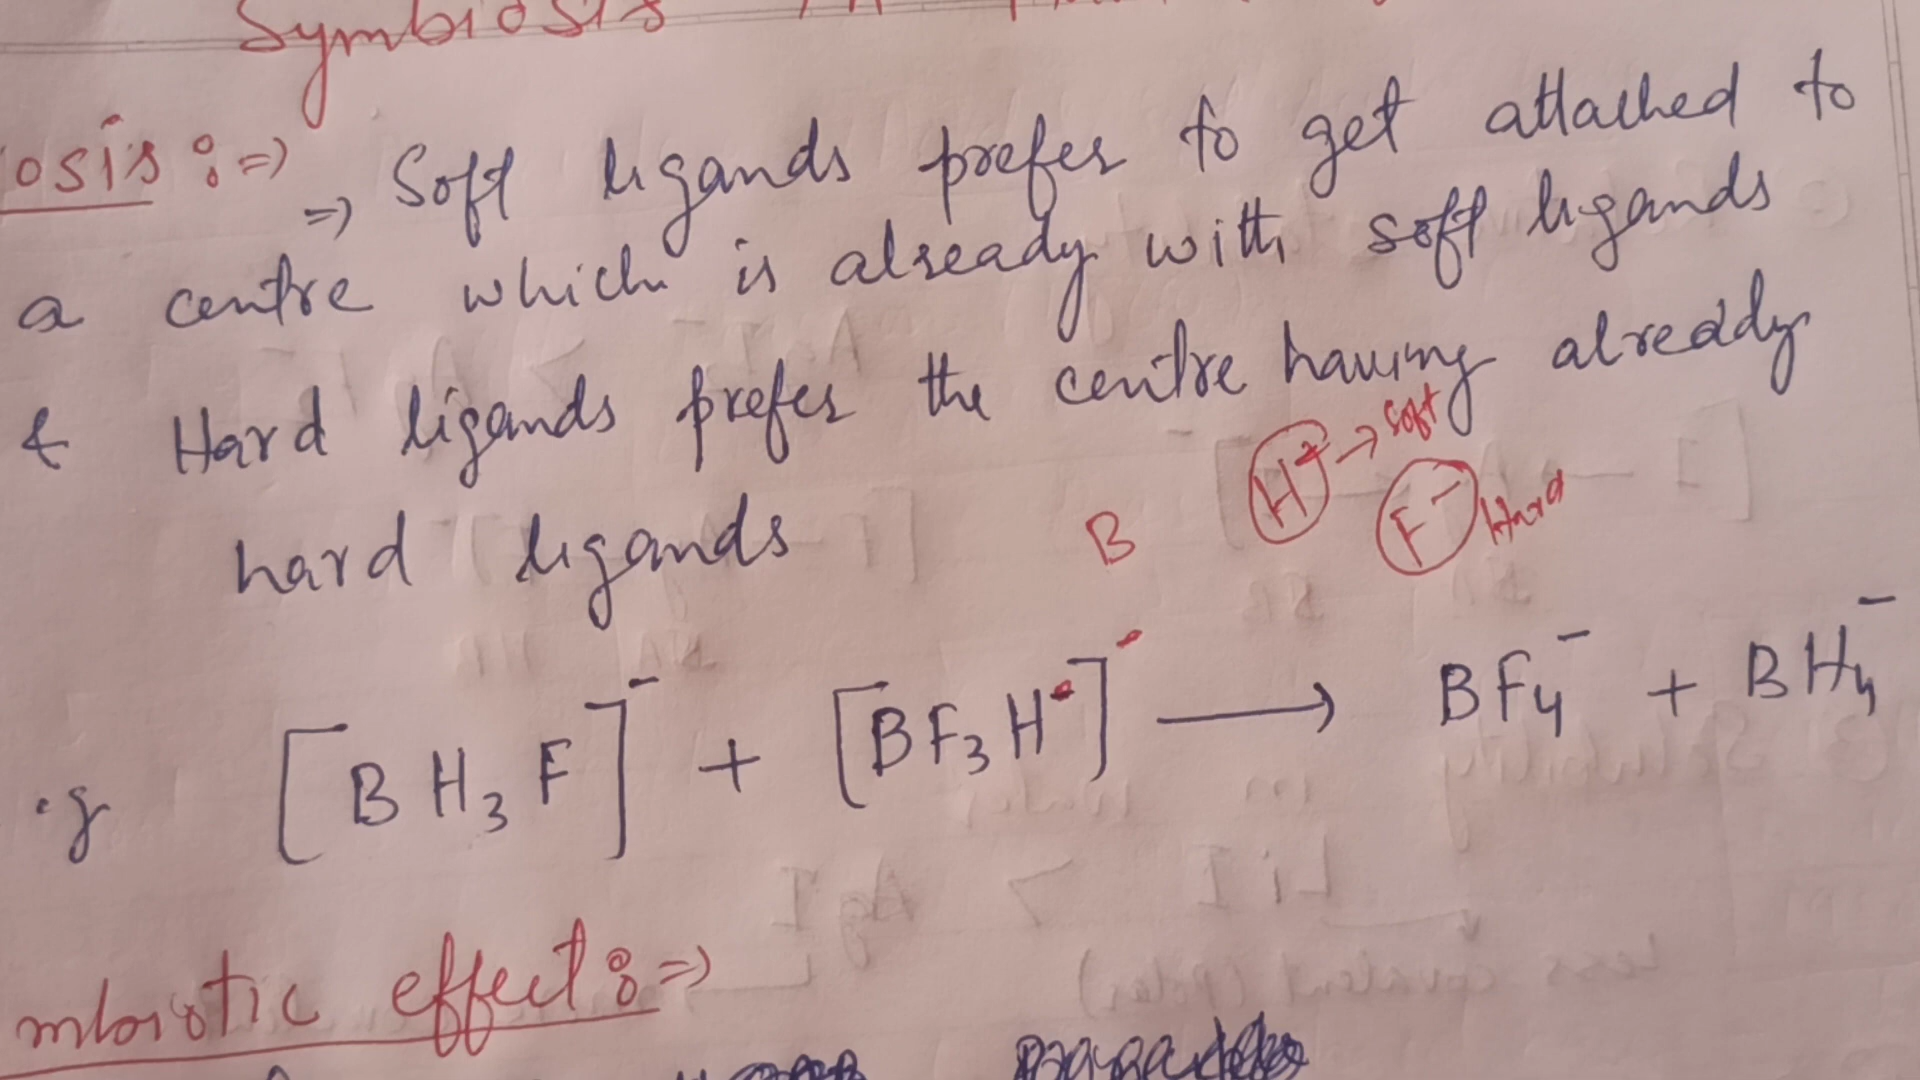 Symbiosis
osis :⇒
⇒ Soft ligands prefer to get attached to
a centre which is already with soft ligands
& Hard ligands prefer the centre having already
hard ligands
B H⁺ → soft F⁻ Hard
.g [BH₃F]⁻ + [BF₃H]⁻ ⟶ BF₄⁻ + BH₄⁻
mbiotic effect :⇒